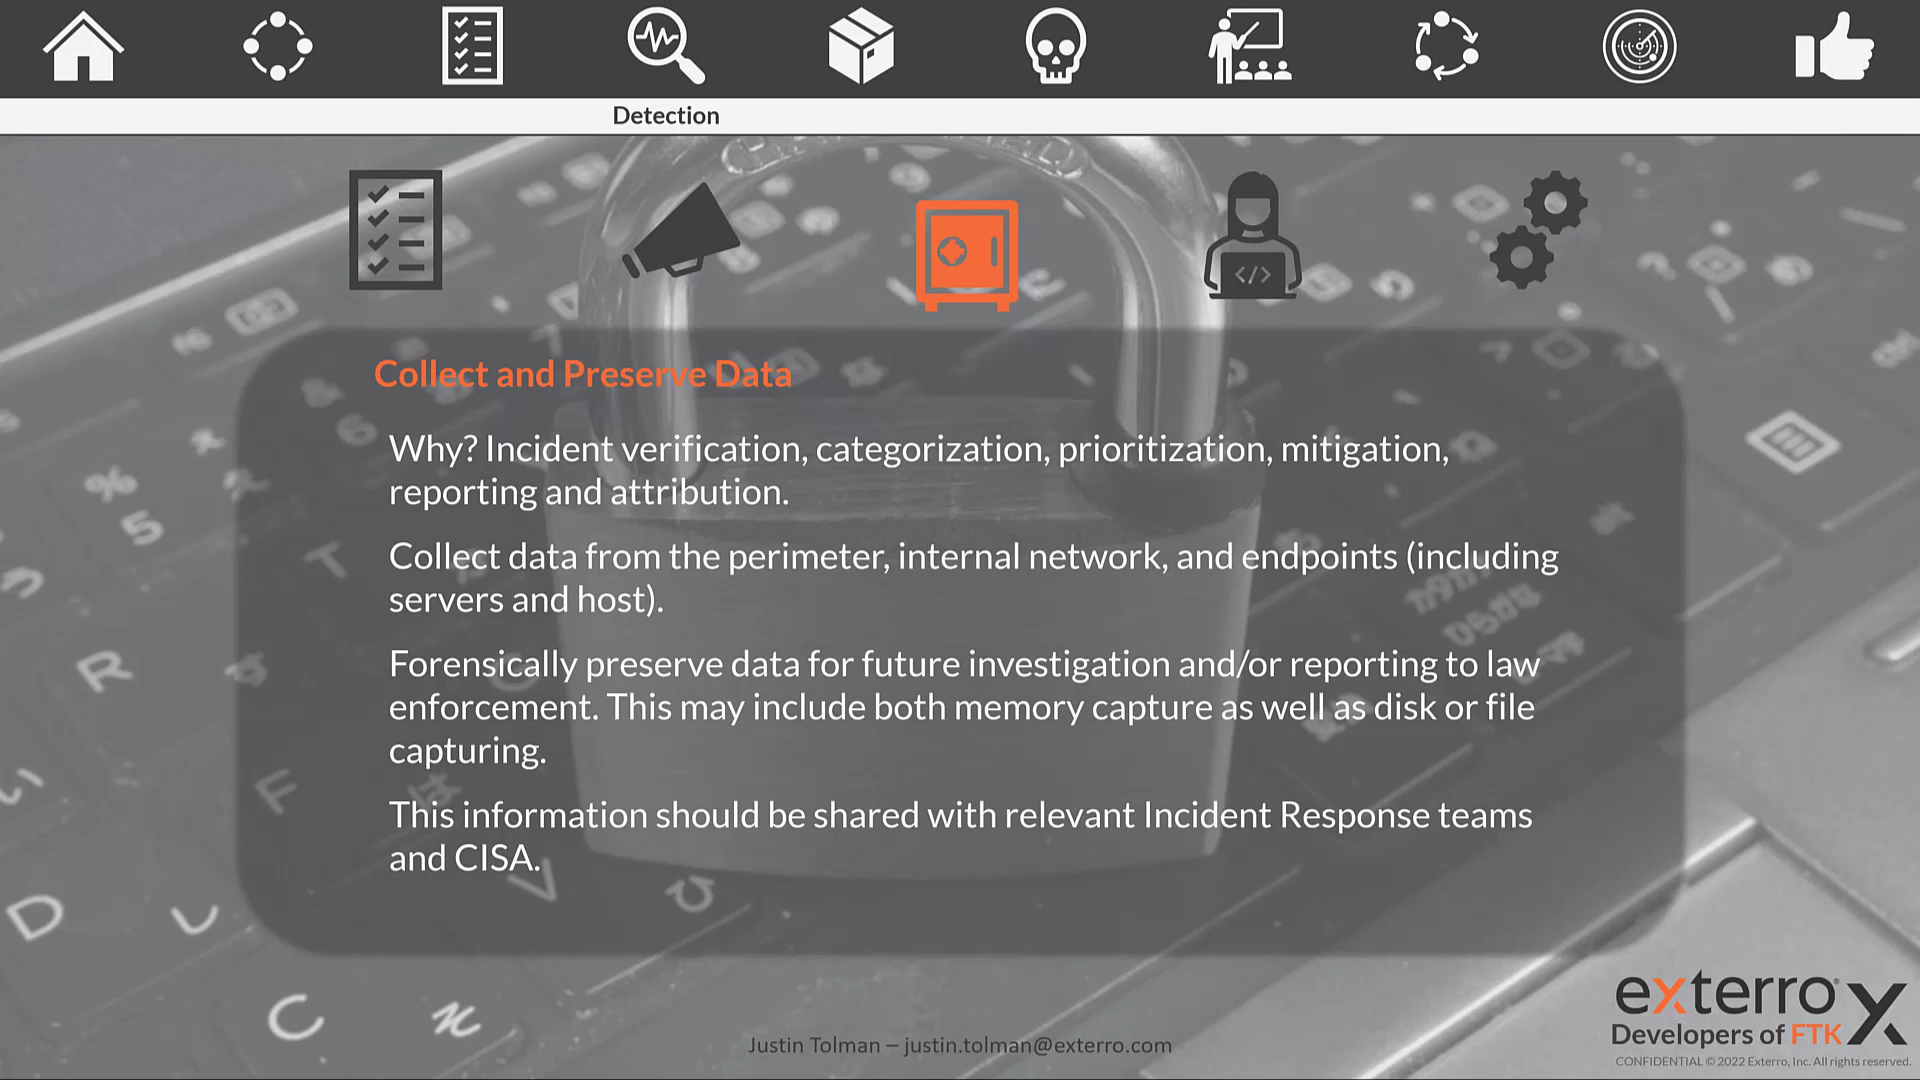 Detection
Collect and Preserve Data
Why? Incident verification, categorization, prioritization, mitigation,
reporting and attribution.
Collect data from the perimeter, internal network, and endpoints (including
servers and host).
Forensically preserve data for future investigation and/or reporting to law
enforcement. This may include both memory capture as well as disk or file
capturing.
This information should be shared with relevant Incident Response teams
and CISA.
Justin Tolman – justin.tolman@exterro.com
exterro®
Developers of FTK
CONFIDENTIAL © 2022 Exterro, Inc. All rights reserved.